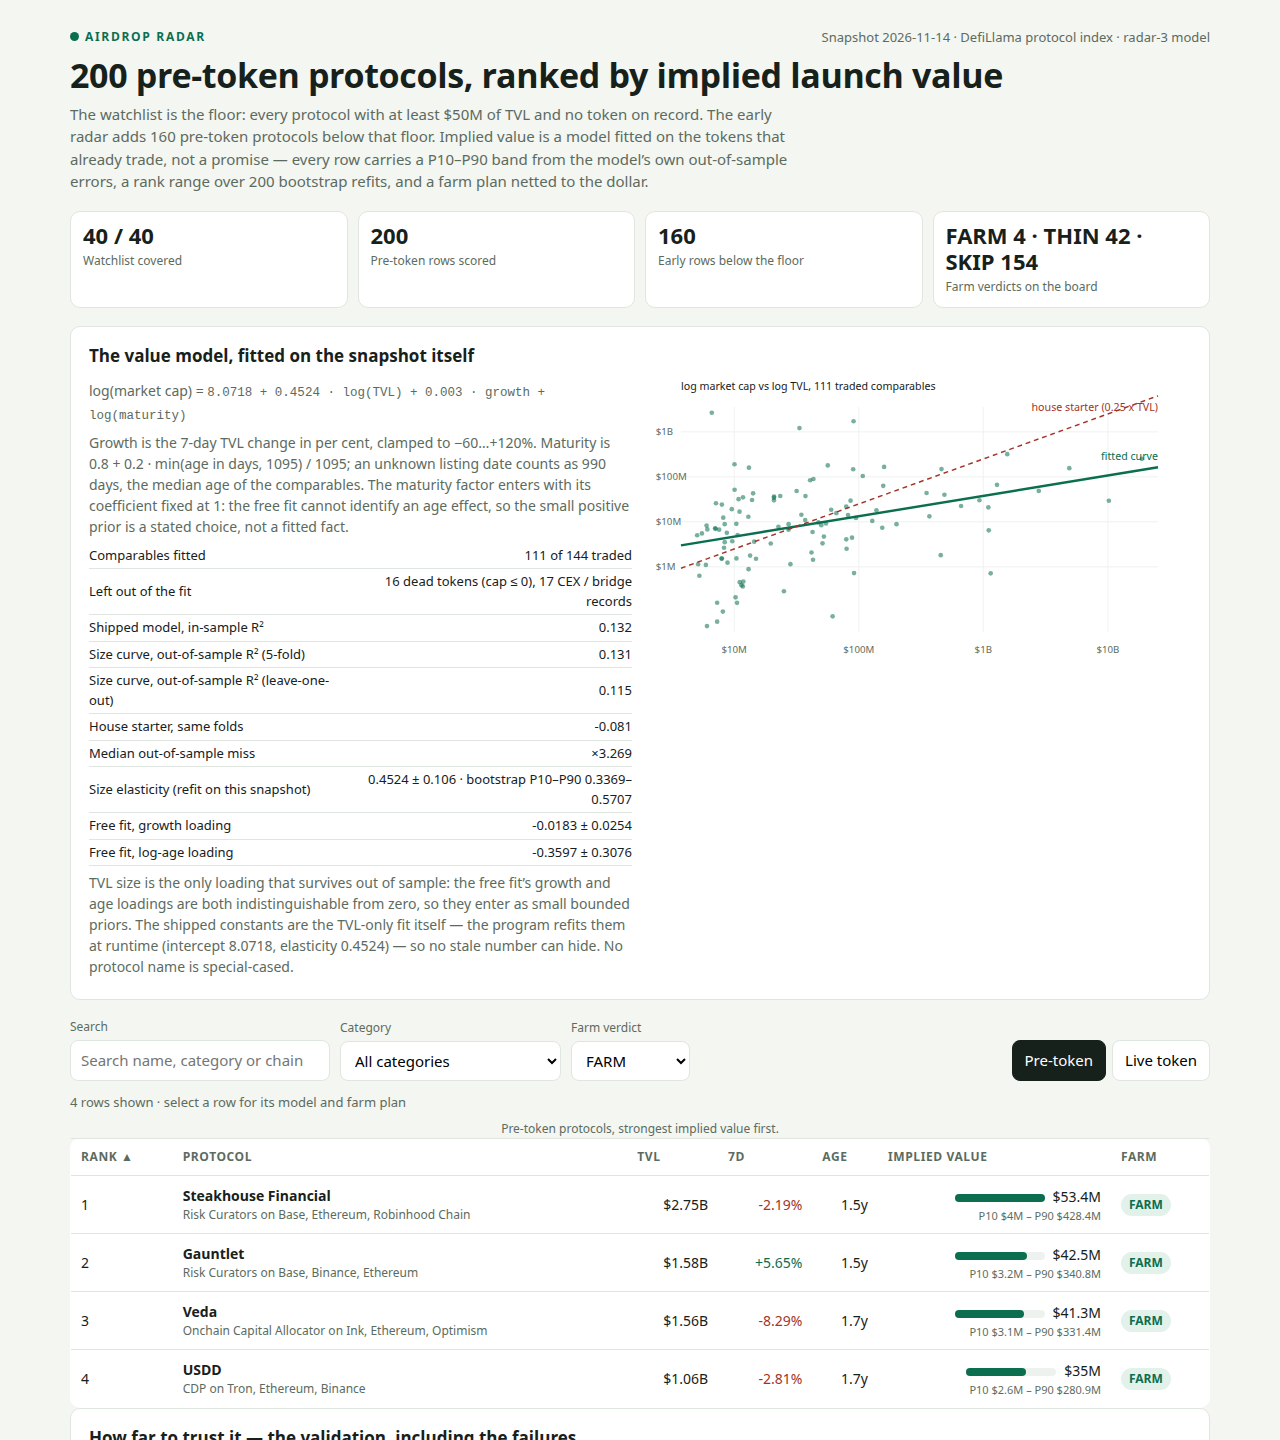 AIRDROP RADAR
Snapshot 2026-11-14 · DefiLlama protocol index · radar-3 model
200 pre-token protocols, ranked by implied launch value
The watchlist is the floor: every protocol with at least $50M of TVL and no token on record. The early
radar adds 160 pre-token protocols below that floor. Implied value is a model fitted on the tokens that
already trade, not a promise — every row carries a P10–P90 band from the model's own out-of-sample
errors, a rank range over 200 bootstrap refits, and a farm plan netted to the dollar.
40 / 40
Watchlist covered
200
Pre-token rows scored
160
Early rows below the floor
FARM 4 · THIN 42 ·
SKIP 154
Farm verdicts on the board
The value model, fitted on the snapshot itself
log(market cap) = 8.0718 + 0.4524 · log(TVL) + 0.003 · growth +
log(maturity)
Growth is the 7-day TVL change in per cent, clamped to −60…+120%. Maturity is
0.8 + 0.2 · min(age in days, 1095) / 1095; an unknown listing date counts as 990
days, the median age of the comparables. The maturity factor enters with its
coefficient fixed at 1: the free fit cannot identify an age effect, so the small positive
prior is a stated choice, not a fitted fact.
Comparables fitted 111 of 144 traded
Left out of the fit 16 dead tokens (cap ≤ 0), 17 CEX / bridge
records
Shipped model, in-sample R² 0.132
Size curve, out-of-sample R² (5-fold) 0.131
Size curve, out-of-sample R² (leave-one-
out) 0.115
House starter, same folds -0.081
Median out-of-sample miss ×3.269
Size elasticity (refit on this snapshot) 0.4524 ± 0.106 · bootstrap P10–P90 0.3369–
0.5707
Free fit, growth loading -0.0183 ± 0.0254
Free fit, log-age loading -0.3597 ± 0.3076
TVL size is the only loading that survives out of sample: the free fit's growth and
age loadings are both indistinguishable from zero, so they enter as small bounded
priors. The shipped constants are the TVL-only fit itself — the program refits them
at runtime (intercept 8.0718, elasticity 0.4524) — so no stale number can hide. No
protocol name is special-cased.
log market cap vs log TVL, 111 traded comparables
house starter (0.25 x TVL)
fitted curve
$1B
$100M
$10M
$1M
$10M $100M $1B $10B
Search
Category
Farm verdict
Search name, category or chain
All categories
FARM
Pre-token
Live token
4 rows shown · select a row for its model and farm plan
Pre-token protocols, strongest implied value first.
RANK ▲ PROTOCOL TVL 7D AGE IMPLIED VALUE FARM
1 Steakhouse Financial $2.75B -2.19% 1.5y $53.4M FARM
Risk Curators on Base, Ethereum, Robinhood Chain P10 $4M – P90 $428.4M
2 Gauntlet $1.58B +5.65% 1.5y $42.5M FARM
Risk Curators on Base, Binance, Ethereum P10 $3.2M – P90 $340.8M
3 Veda $1.56B -8.29% 1.7y $41.3M FARM
Onchain Capital Allocator on Ink, Ethereum, Optimism P10 $3.1M – P90 $331.4M
4 USDD $1.06B -2.81% 1.7y $35M FARM
CDP on Tron, Ethereum, Binance P10 $2.6M – P90 $280.9M
How far to trust it — the validation, including the failures